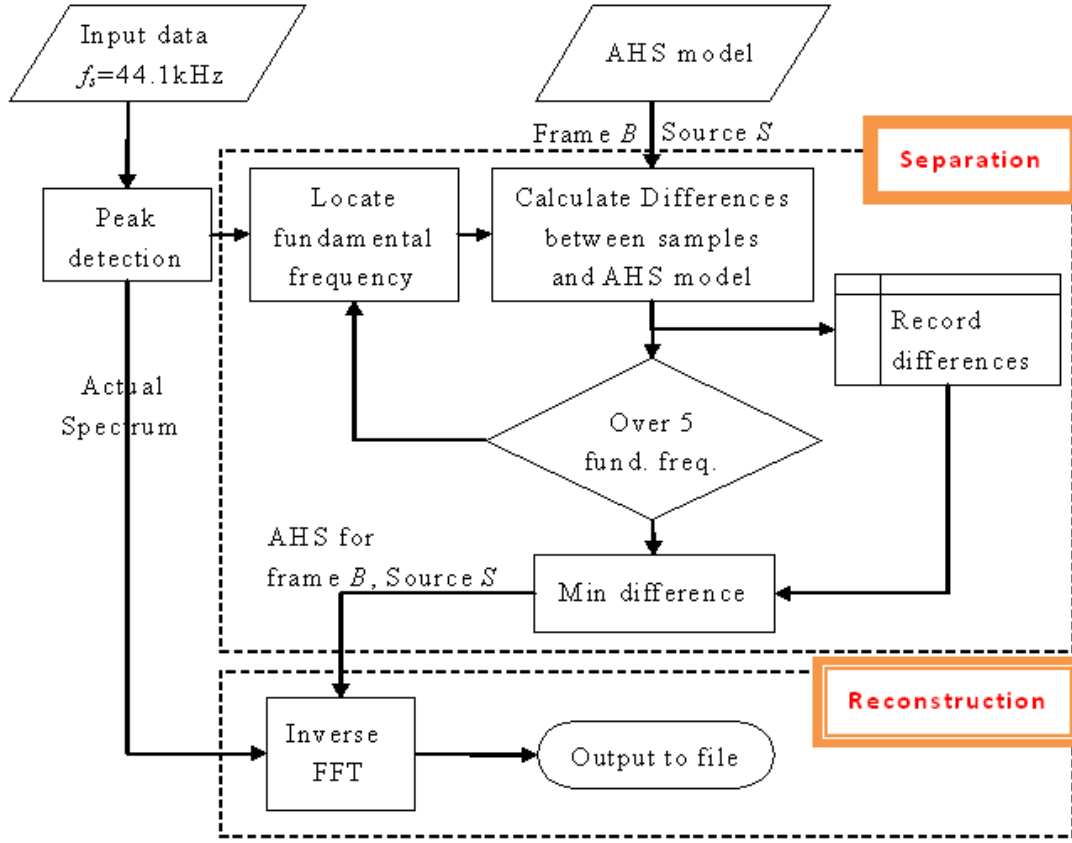 Input data
fs=44.1kHz
AHS model
Frame B Source S
Separation
Peak
detection
Locate
fundamental
frequency
Calculate Differences
between samples
and AHS model
Record
differences
Actual
Spectrum
Over 5
fund. freq.
AHS for
frame B, Source S
Min difference
Reconstruction
Inverse
FFT
Output to file